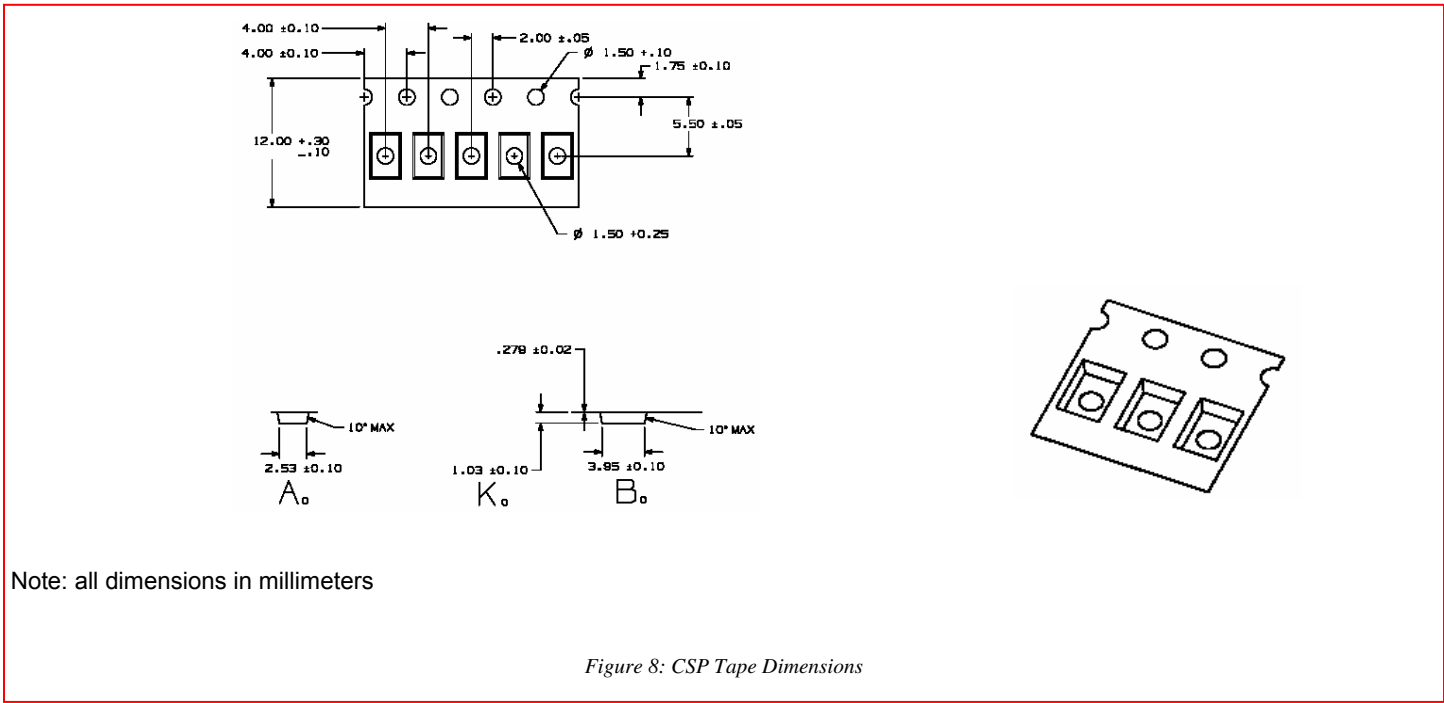 4.00 ±0.10
4.00 ±0.10
2.00 ±.05
Ø 1.50 +.10
1.75 ±0.10
5.50 ±.05
12.00 +.30
-.10
Ø 1.50 +0.25
.279 ±0.02
10° MAX
10° MAX
2.53 ±0.10
1.03 ±0.10
3.95 ±0.10
A₀
K₀
B₀
Note: all dimensions in millimeters
Figure 8: CSP Tape Dimensions